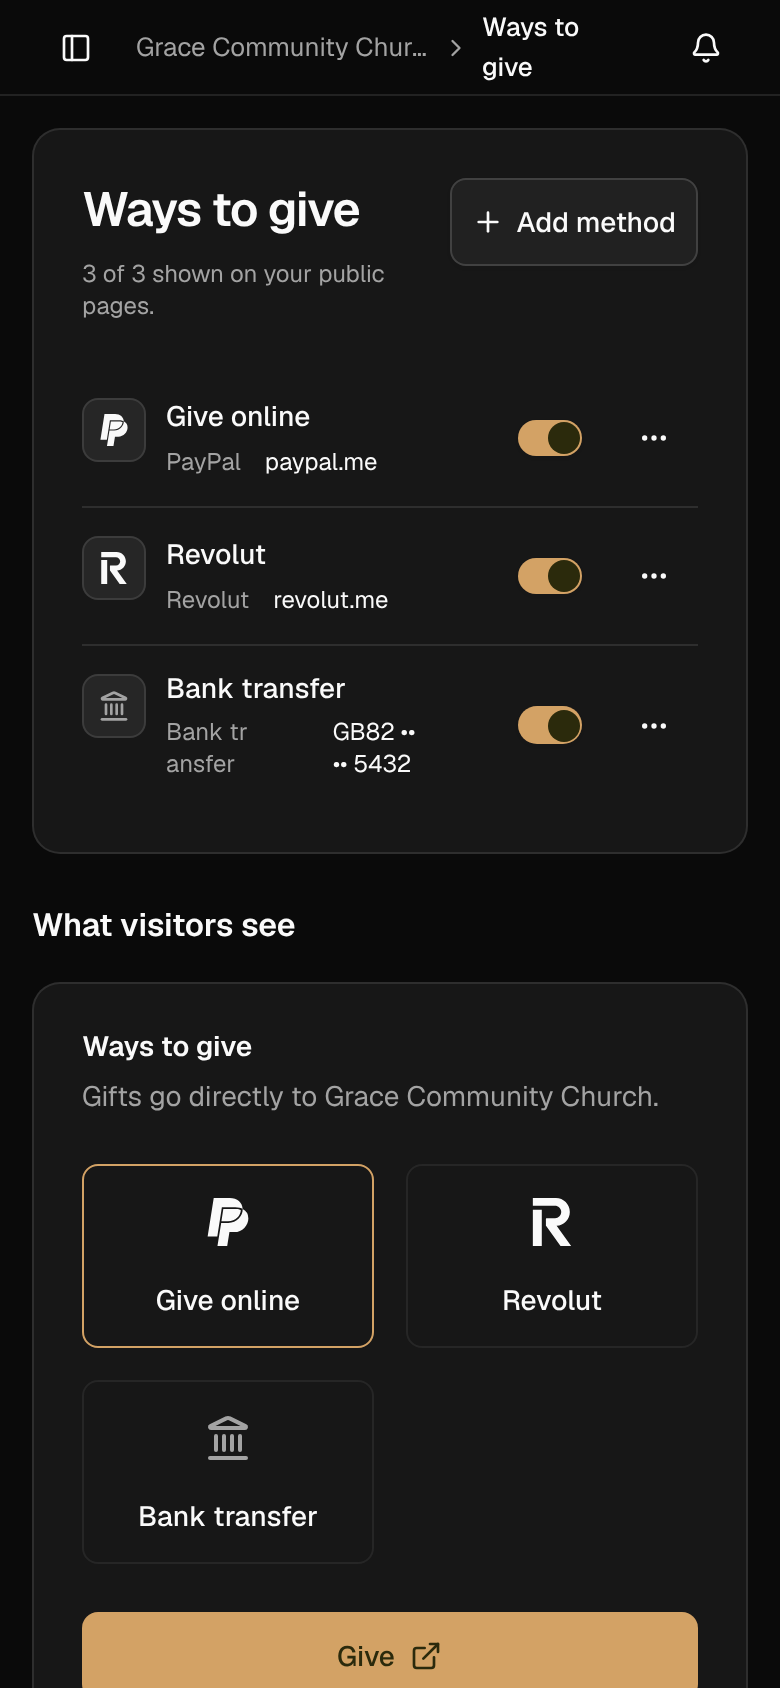 Grace Community Chur...
Ways to
give
Ways to give
Add method
3 of 3 shown on your public
pages.
Give online
PayPal paypal.me
Revolut
Revolut revolut.me
Bank transfer
Bank tr GB82 ••
ansfer •• 5432
What visitors see
Ways to give
Gifts go directly to Grace Community Church.
Give online
Revolut
Bank transfer
Give